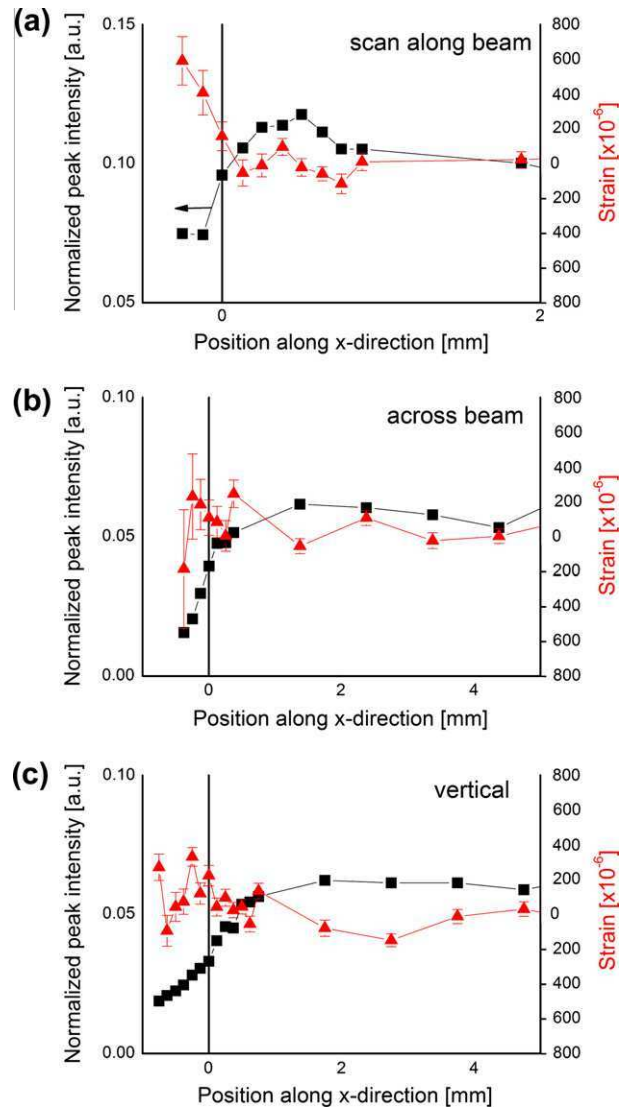 (a)
scan along beam
Normalized peak intensity [a.u.]
0.15
0.10
0.05
800
600
400
200
0
200
400
600
800
Strain [x10-6]
0
2
Position along x-direction [mm]
(b)
across beam
Normalized peak intensity [a.u.]
0.10
0.05
0.00
800
600
400
200
0
200
400
600
800
Strain [x10-6]
0
2
4
Position along x-direction [mm]
(c)
vertical
Normalized peak intensity [a.u.]
0.10
0.05
0.00
800
600
400
200
0
200
400
600
800
Strain [x10-6]
0
2
4
Position along x-direction [mm]